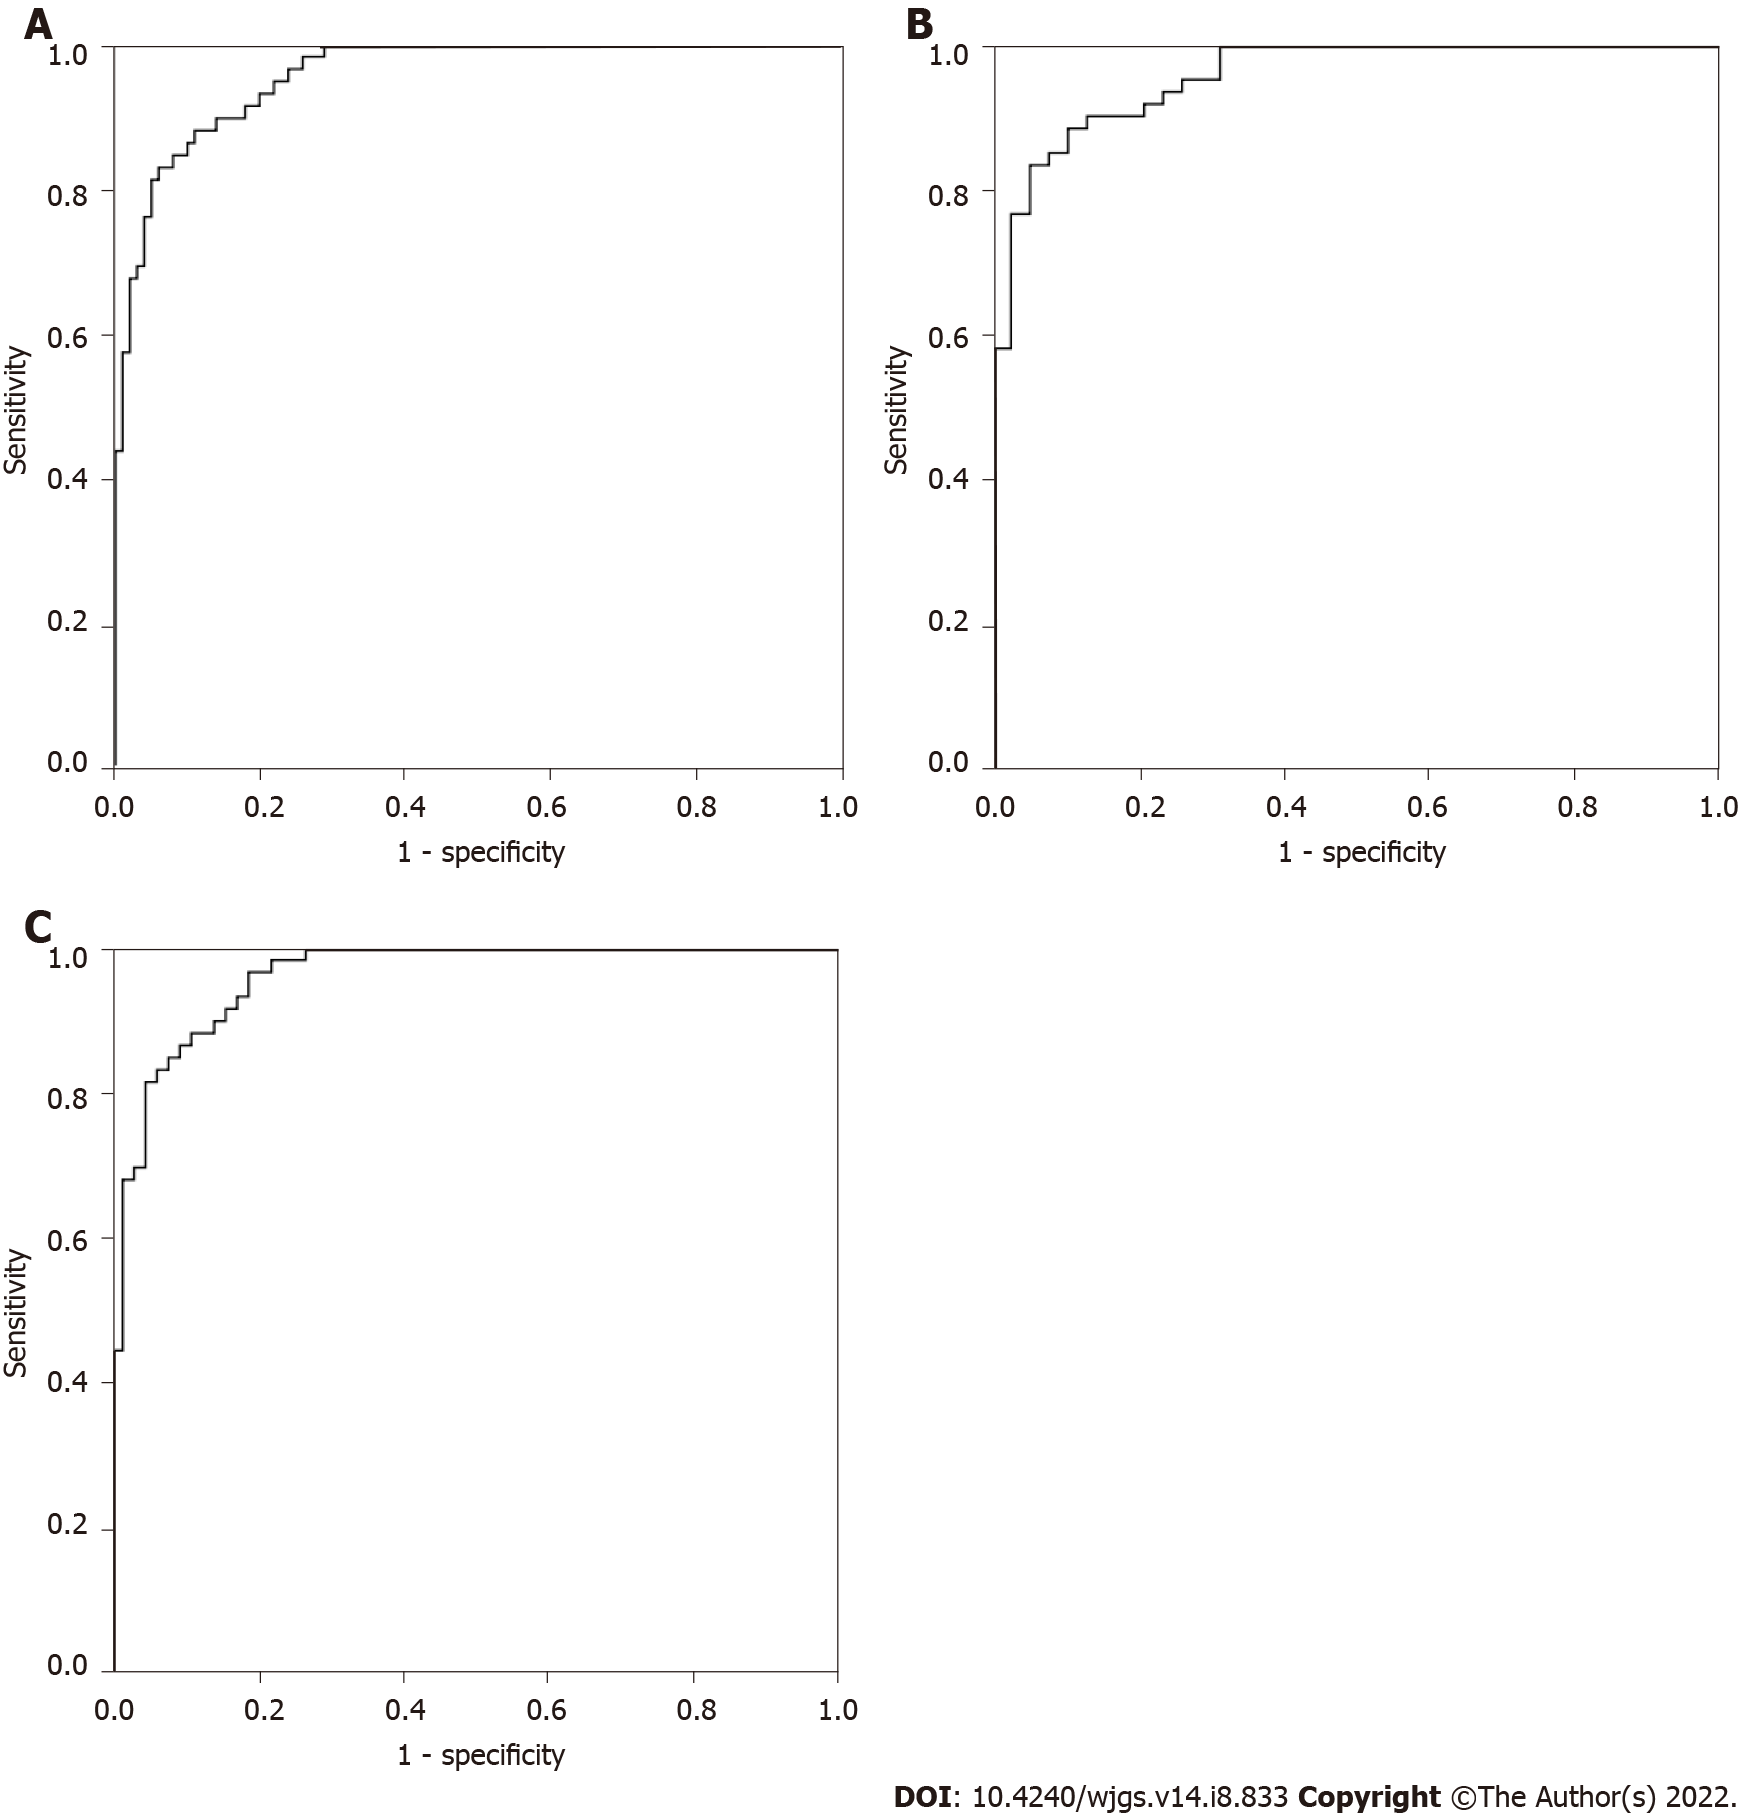 A
B
1.0
0.8
0.6
0.4
0.2
0.0
Sensitivity
0.0 0.2 0.4 0.6 0.8 1.0
1 - specificity
1.0
0.8
0.6
0.4
0.2
0.0
Sensitivity
0.0 0.2 0.4 0.6 0.8 1.0
1 - specificity
C
1.0
0.8
0.6
0.4
0.2
0.0
Sensitivity
0.0 0.2 0.4 0.6 0.8 1.0
1 - specificity
DOI: 10.4240/wjgs.v14.i8.833 Copyright ©The Author(s) 2022.